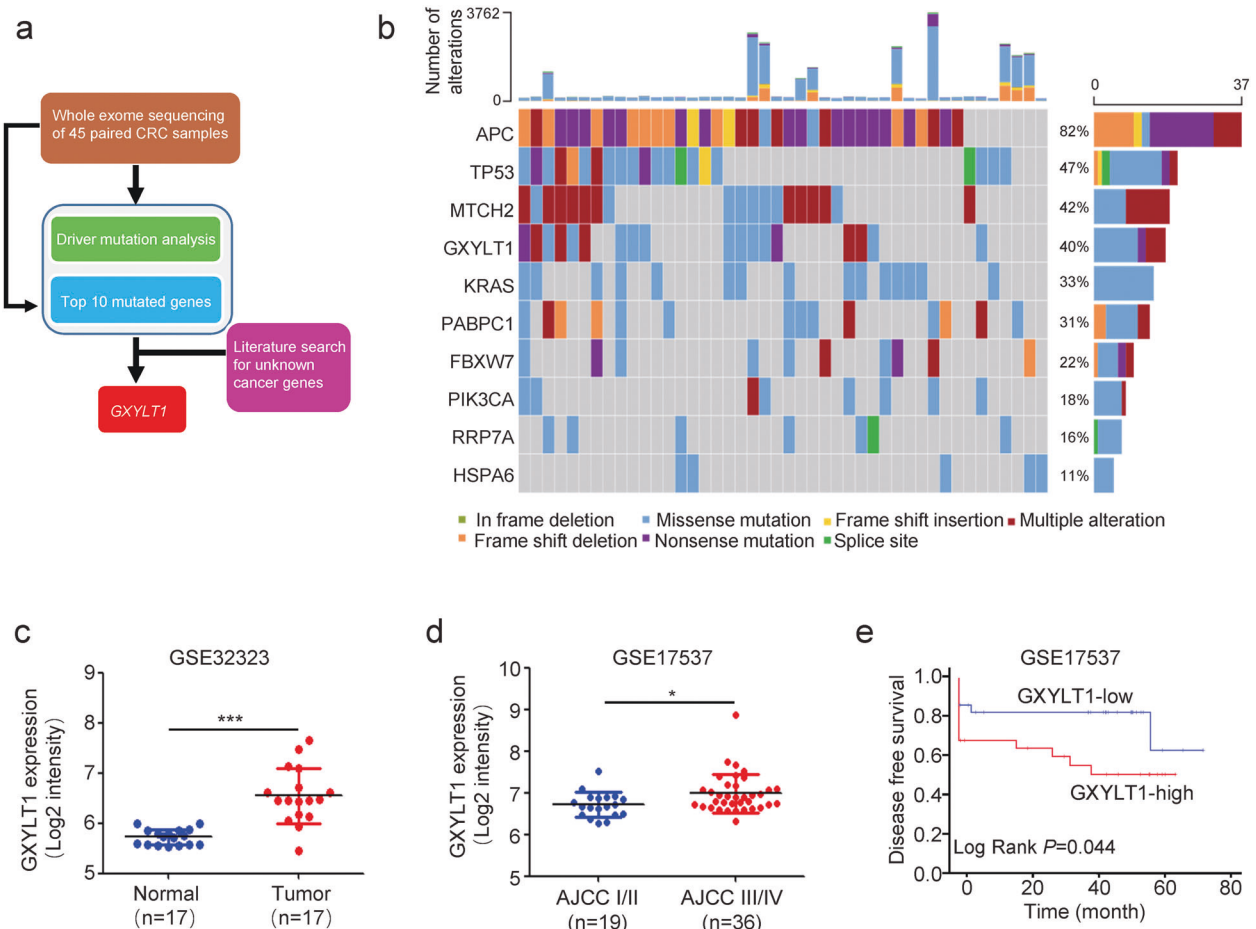 a
Whole exome sequencing
of 45 paired CRC samples
Driver mutation analysis
Top 10 mutated genes
Literature search
for unknown
cancer genes
GXYLT1
b
Number of
alterations
3762
0
0
37
APC
82%
TP53
47%
MTCH2
42%
GXYLT1
40%
KRAS
33%
PABPC1
31%
FBXW7
22%
PIK3CA
18%
RRP7A
16%
HSPA6
11%
In frame deletion
Missense mutation
Frame shift insertion
Multiple alteration
Frame shift deletion
Nonsense mutation
Splice site
c
GSE32323
GXYLT1 expression
(Log2 intensity)
9
8
7
6
5
***
Normal
(n=17)
Tumor
(n=17)
d
GSE17537
GXYLT1 expression
(Log2 intensity)
10
9
8
7
6
5
*
AJCC I/II
(n=19)
AJCC III/IV
(n=36)
e
GSE17537
Disease free survival
1.0
0.8
0.6
0.4
0.2
0.0
GXYLT1-low
GXYLT1-high
Log Rank P=0.044
0
20
40
60
80
Time (month)